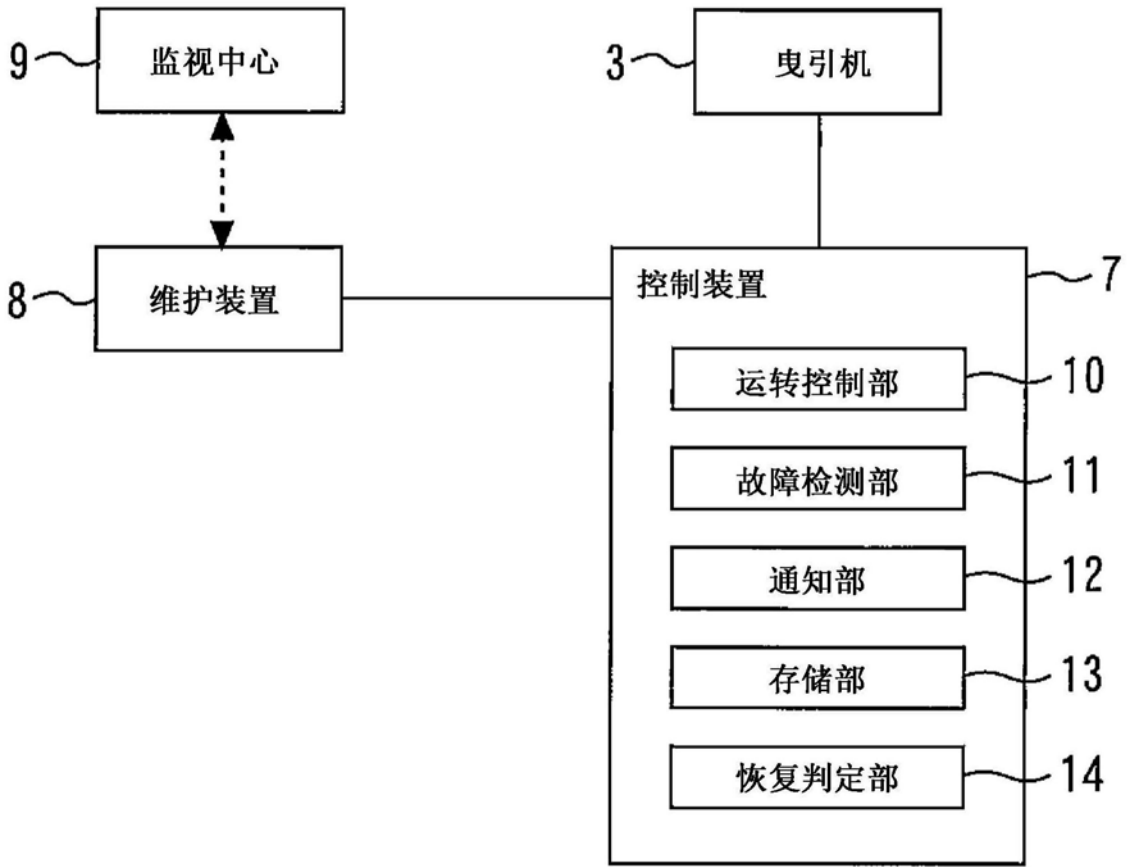 9 监视中心
3 曳引机
8 维护装置
控制装置 7
运转控制部 10
故障检测部 11
通知部 12
存储部 13
恢复判定部 14